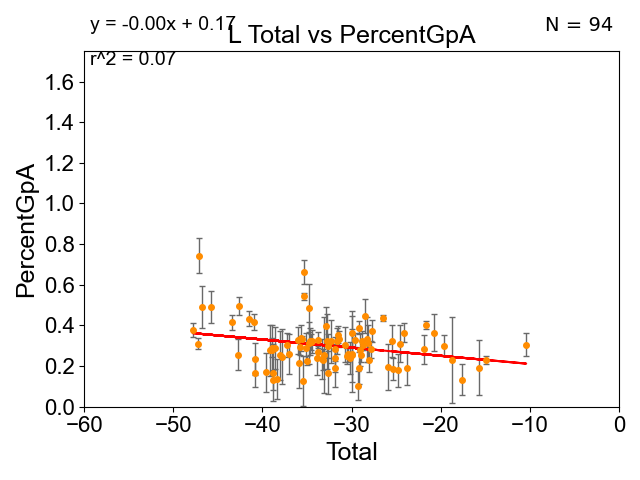 y = -0.00x + 0.17
N = 94
L Total vs PercentGpA
r^2 = 0.07
PercentGpA
1.6
1.4
1.2
1.0
0.8
0.6
0.4
0.2
0.0
−60 −50 −40 −30 −20 −10 0
Total